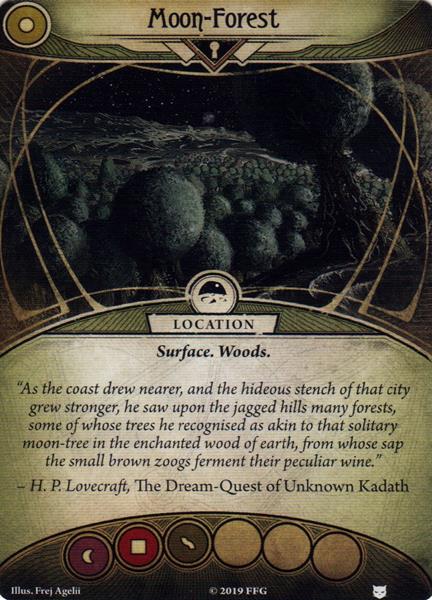 Moon-Forest
LOCATION
Surface. Woods.
“As the coast drew nearer, and the hideous stench of that city
grew stronger, he saw upon the jagged hills many forests,
some of whose trees he recognised as akin to that solitary
moon-tree in the enchanted wood of earth, from whose sap
the small brown zoogs ferment their peculiar wine.”
– H. P. Lovecraft, The Dream-Quest of Unknown Kadath
Illus. Frej Agelii
© 2019 FFG